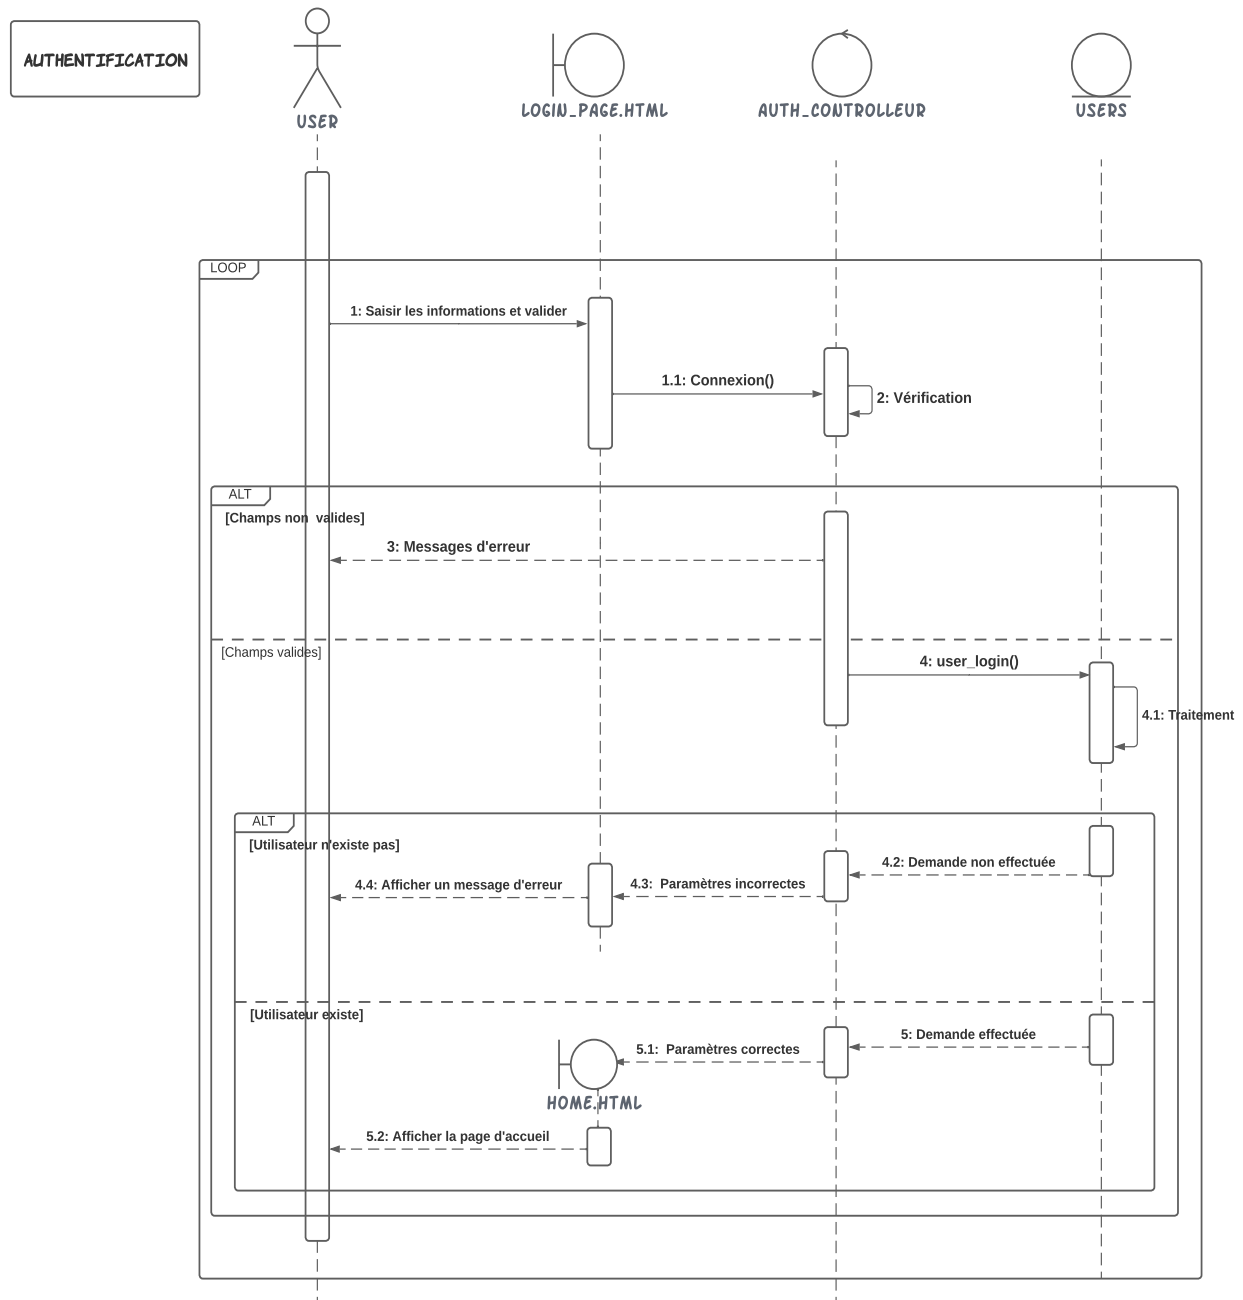 AUTHENTIFICATION
USER
LOGIN_PAGE.HTML
AUTH_CONTROLLEUR
USERS
LOOP
1: Saisir les informations et valider
1.1: Connexion()
2: Vérification
ALT
[Champs non  valides]
3: Messages d'erreur
[Champs valides]
4: user_login()
4.1: Traitement
ALT
[Utilisateur n'existe pas]
4.2: Demande non effectuée
4.3:  Paramètres incorrectes
4.4: Afficher un message d'erreur
[Utilisateur existe]
5: Demande effectuée
5.1:  Paramètres correctes
HOME.HTML
5.2: Afficher la page d'accueil